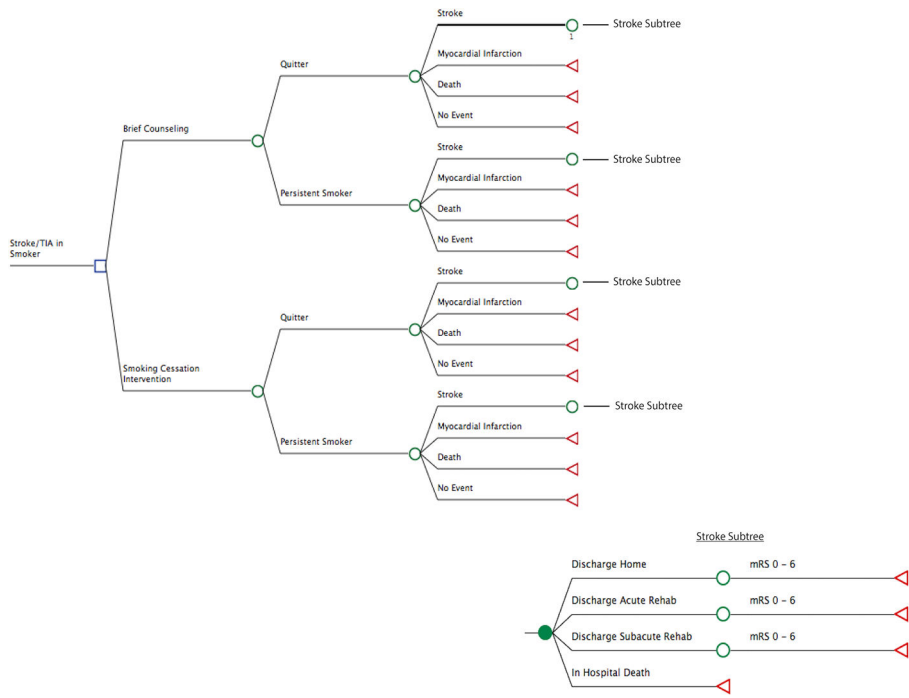 Stroke
Stroke Subtree
1
Myocardial Infarction
Quitter
Death
No Event
Brief Counseling
Stroke
Stroke Subtree
Myocardial Infarction
Persistent Smoker
Death
No Event
Stroke/TIA in
Smoker
Stroke
Stroke Subtree
Myocardial Infarction
Quitter
Death
No Event
Smoking Cessation
Intervention
Stroke
Stroke Subtree
Myocardial Infarction
Persistent Smoker
Death
No Event
Stroke Subtree
Discharge Home
mRS 0 – 6
Discharge Acute Rehab
mRS 0 – 6
Discharge Subacute Rehab
mRS 0 – 6
In Hospital Death